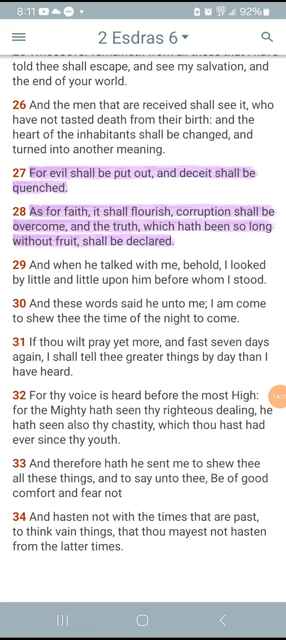 8:11 92%
2 Esdras 6
told thee shall escape, and see my salvation, and
the end of your world.
26 And the men that are received shall see it, who
have not tasted death from their birth: and the
heart of the inhabitants shall be changed, and
turned into another meaning.
27 For evil shall be put out, and deceit shall be
quenched.
28 As for faith, it shall flourish, corruption shall be
overcome, and the truth, which hath been so long
without fruit, shall be declared.
29 And when he talked with me, behold, I looked
by little and little upon him before whom I stood.
30 And these words said he unto me; I am come
to shew thee the time of the night to come.
31 If thou wilt pray yet more, and fast seven days
again, I shall tell thee greater things by day than I
have heard.
32 For thy voice is heard before the most High:
for the Mighty hath seen thy righteous dealing, he
hath seen also thy chastity, which thou hast had
ever since thy youth.
33 And therefore hath he sent me to shew thee
all these things, and to say unto thee, Be of good
comfort and fear not
34 And hasten not with the times that are past,
to think vain things, that thou mayest not hasten
from the latter times.